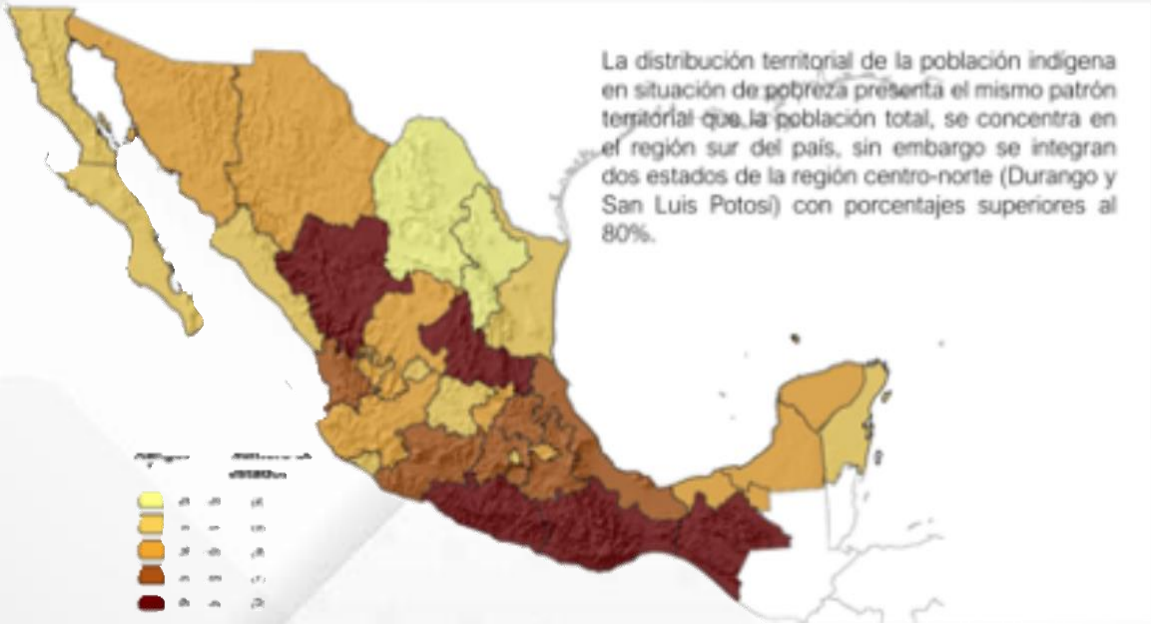 La distribución territorial de la población indígena
en situación de pobreza presenta el mismo patrón
territorial que la población total, se concentra en
el región sur del país, sin embargo se integran
dos estados de la región centro-norte (Durango y
San Luis Potosí) con porcentajes superiores al
80%.